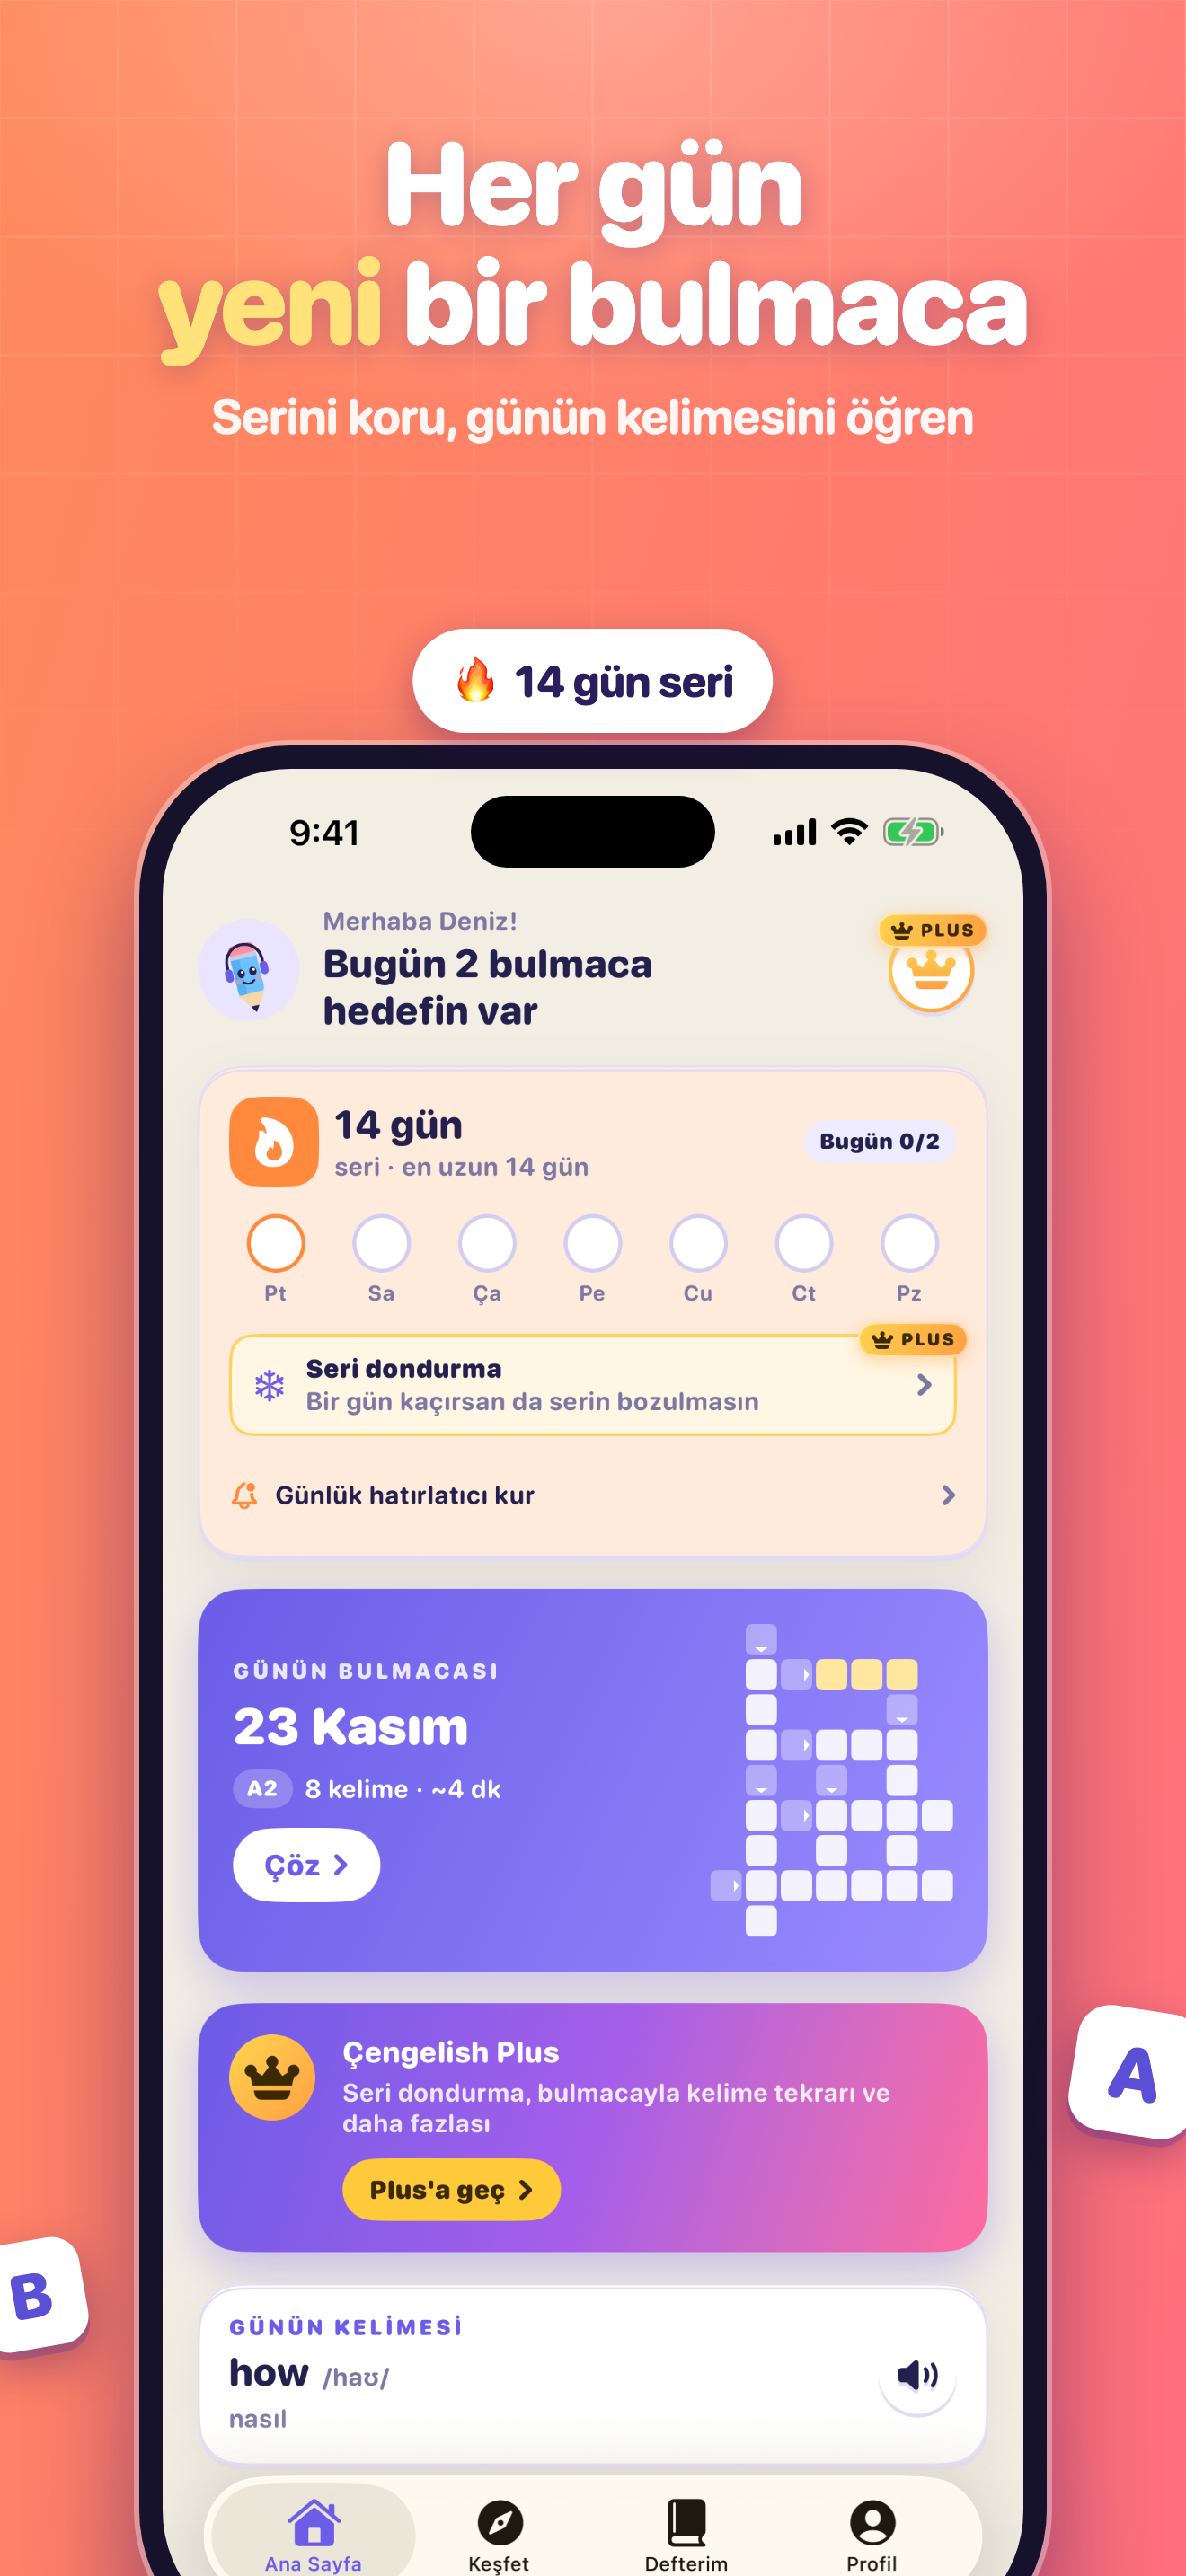 Her gün
yeni bir bulmaca
Serini koru, günün kelimesini öğren
🔥 14 gün seri
9:41
Merhaba Deniz!
Bugün 2 bulmaca
hedefin var
PLUS
14 gün
seri · en uzun 14 gün
Bugün 0/2
Pt Sa Ça Pe Cu Ct Pz
PLUS
Seri dondurma
Bir gün kaçırsan da serin bozulmasın
Günlük hatırlatıcı kur
GÜNÜN BULMACASI
23 Kasım
A2 8 kelime · ~4 dk
Çöz
Çengelish Plus
Seri dondurma, bulmacayla kelime tekrarı ve
daha fazlası
Plus'a geç
A
B
GÜNÜN KELİMESİ
how /haʊ/
nasıl
Ana Sayfa Keşfet Defterim Profil